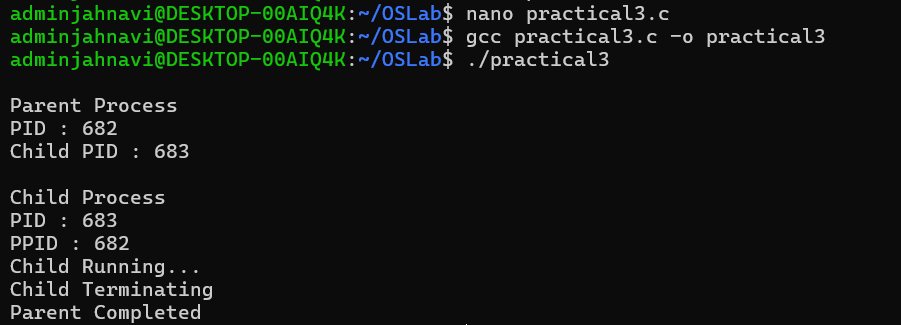 adminjahnavi@DESKTOP-00AIQ4K:~/OSLab$ nano practical3.c
adminjahnavi@DESKTOP-00AIQ4K:~/OSLab$ gcc practical3.c -o practical3
adminjahnavi@DESKTOP-00AIQ4K:~/OSLab$ ./practical3
Parent Process
PID : 682
Child PID : 683
Child Process
PID : 683
PPID : 682
Child Running...
Child Terminating
Parent Completed